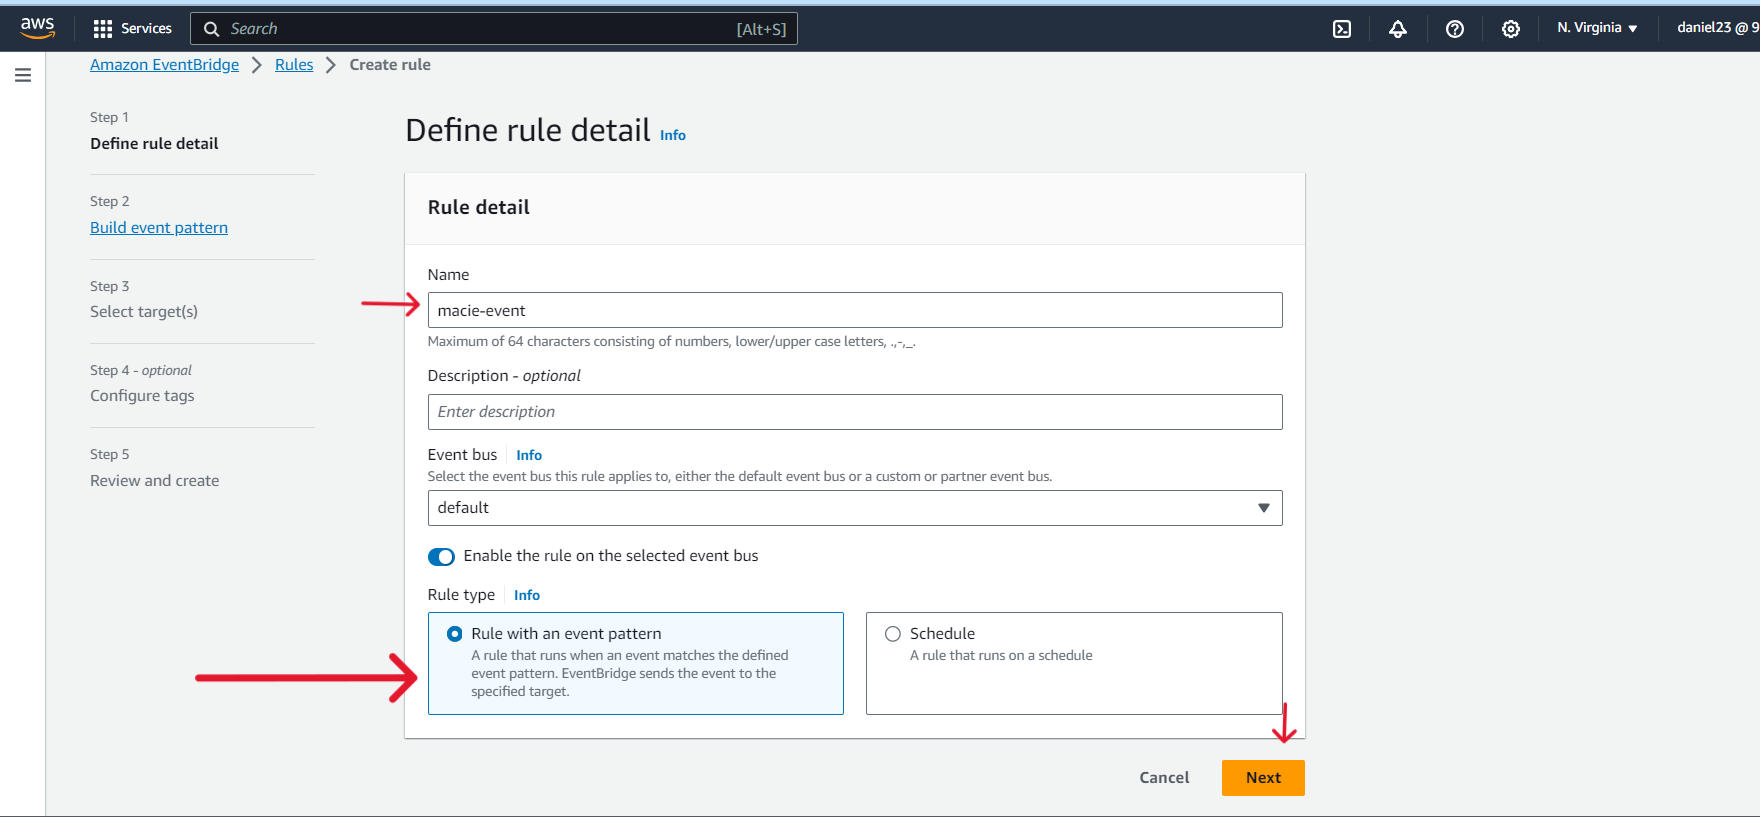 aws
Services
Search
[Alt+S]
N. Virginia
daniel23 @ 9
Amazon EventBridge
Rules
Create rule
Step 1
Define rule detail
Step 2
Build event pattern
Step 3
Select target(s)
Step 4 - optional
Configure tags
Step 5
Review and create
Define rule detail Info
Rule detail
Name
macie-event
Maximum of 64 characters consisting of numbers, lower/upper case letters, .,-,_.
Description - optional
Enter description
Event bus Info
Select the event bus this rule applies to, either the default event bus or a custom or partner event bus.
default
Enable the rule on the selected event bus
Rule type Info
Rule with an event pattern
A rule that runs when an event matches the defined
event pattern. EventBridge sends the event to the
specified target.
Schedule
A rule that runs on a schedule
Cancel
Next